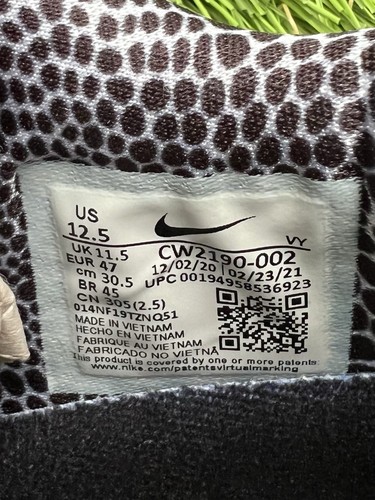 US
12.5
VY
UK 11.5
CW2190-002
EUR 47
12/02/20 02/23/21
cm 30.5
UPC 00194958536923
BR 45
CN 305(2.5)
014NF19TZNQ51
MADE IN VIETNAM
HECHO EN VIETNAM
FABRIQUE AU VIETNAM
FABRICADO NO VIETNÃ
This product is covered by one or more patents:
www.nike.com/patentsvirtualmarking